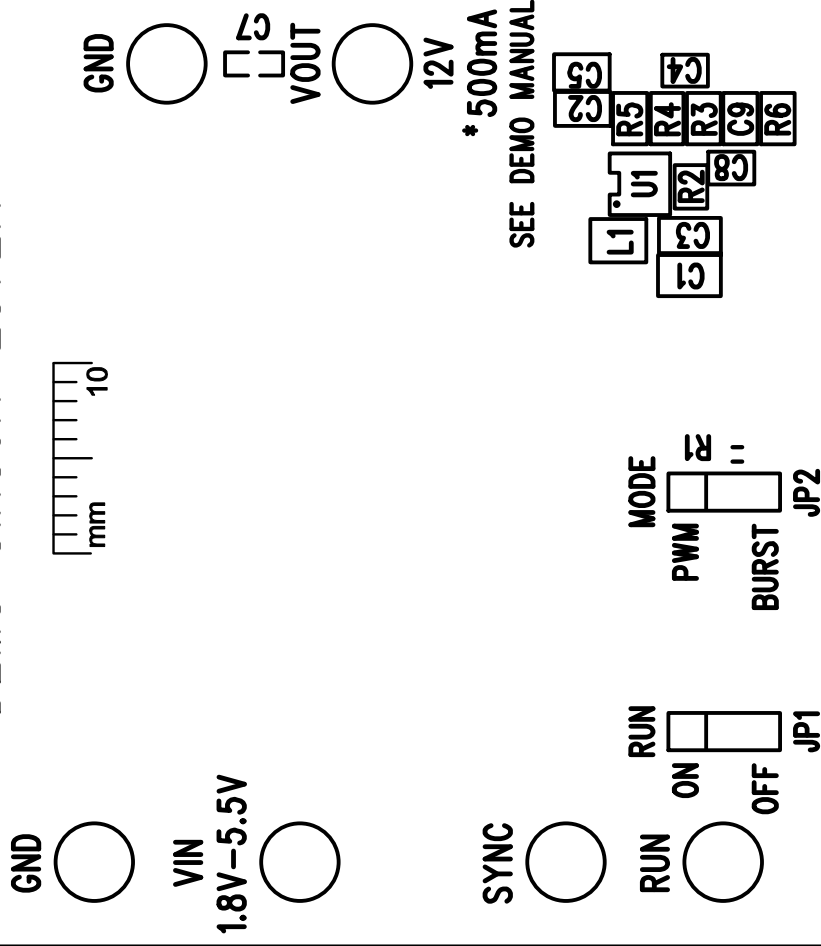 GND
VIN
1.8V-5.5V
SYNC
RUN
RUN
ON
OFF
JP1
MODE
PWM
BURST
JP2
R1
mm
10
GND
C7
VOUT
12V
*500mA
SEE DEMO MANUAL
C5
C4
C2
R5
R4
R3
C9
R6
U1
R2
C8
L1
C3
C1